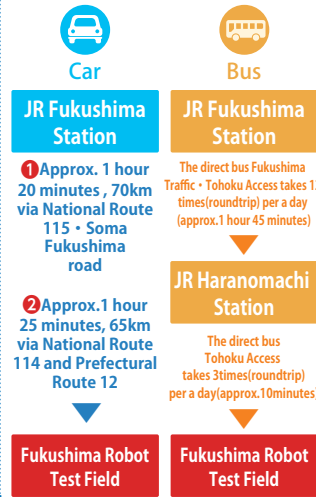 Car
JR Fukushima
Station
❶Approx. 1 hour
20 minutes , 70km
via National Route
115・Soma
Fukushima
road
❷Approx.1 hour
25 minutes, 65km
via National Route
114 and Prefectural
Route 12
Fukushima Robot
Test Field
Bus
JR Fukushima
Station
The direct bus Fukushima
Traffic・Tohoku Access takes
times(roundtrip) per a day
(approx.1 hour 45 minutes)
JR Haranomachi
Station
The direct bus
Tohoku Access
takes 3times(roundtrip)
per a day(approx.10minutes)
Fukushima Robot
Test Field